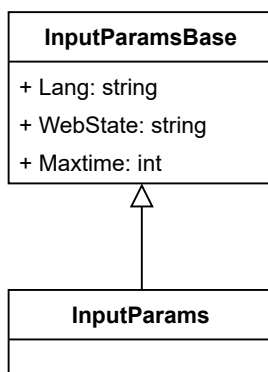 InputParamsBase
+ Lang: string
+ WebState: string
+ Maxtime: int
InputParams